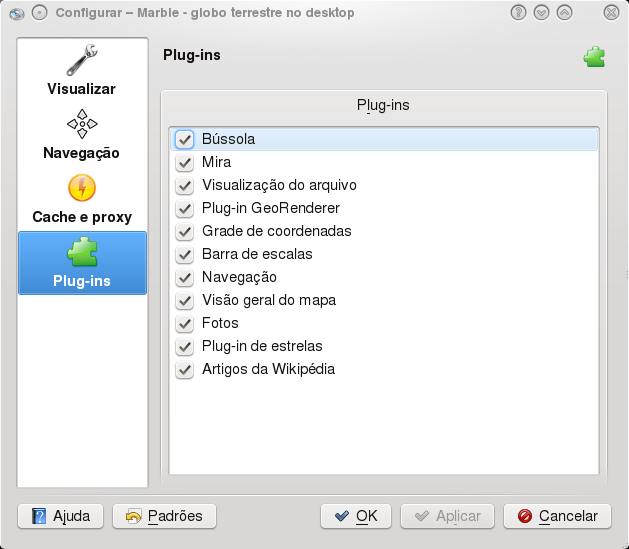 Configurar – Marble - globo terrestre no desktop
Visualizar
Navegação
Cache e proxy
Plug-ins
Plug-ins
Plug-ins
Bússola
Mira
Visualização do arquivo
Plug-in GeoRenderer
Grade de coordenadas
Barra de escalas
Navegação
Visão geral do mapa
Fotos
Plug-in de estrelas
Artigos da Wikipédia
Ajuda
Padrões
OK
Aplicar
Cancelar